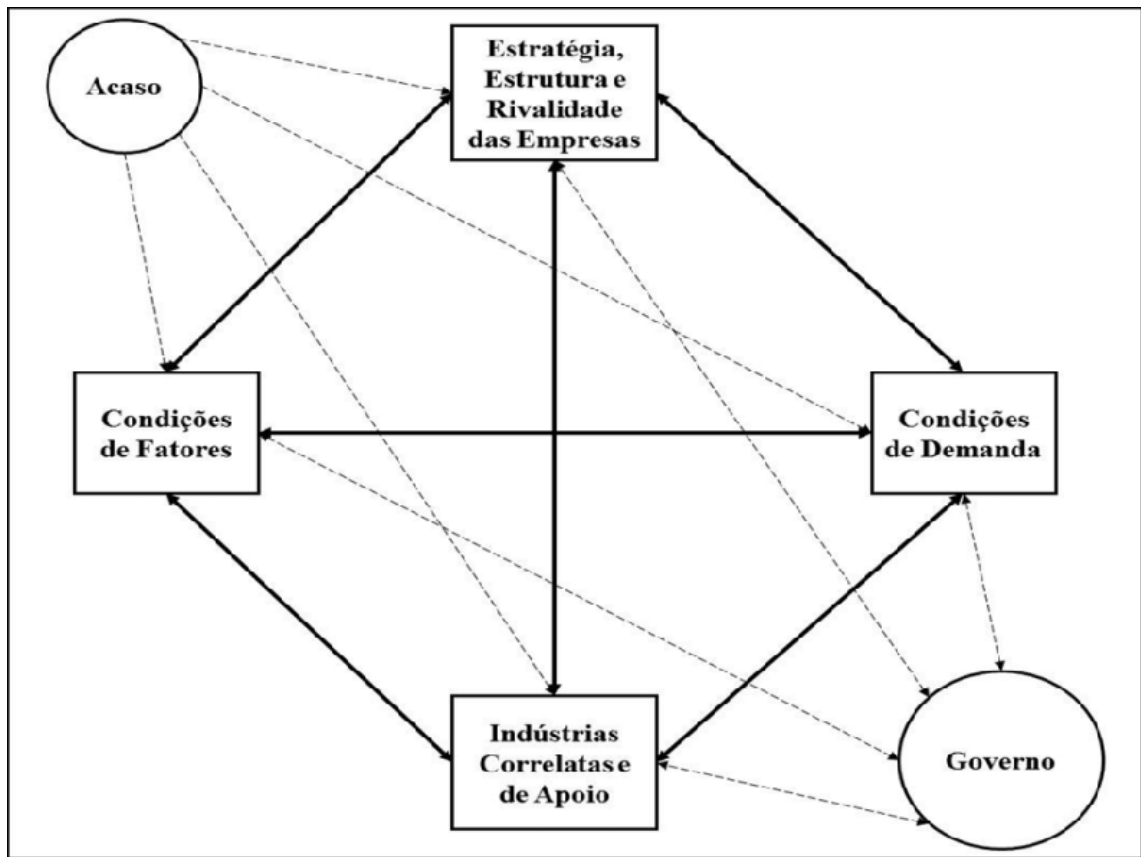 Acaso
Estratégia,
Estrutura e
Rivalidade
das Empresas
Condições
de Fatores
Condições
de Demanda
Indústrias
Correlatas e
de Apoio
Governo